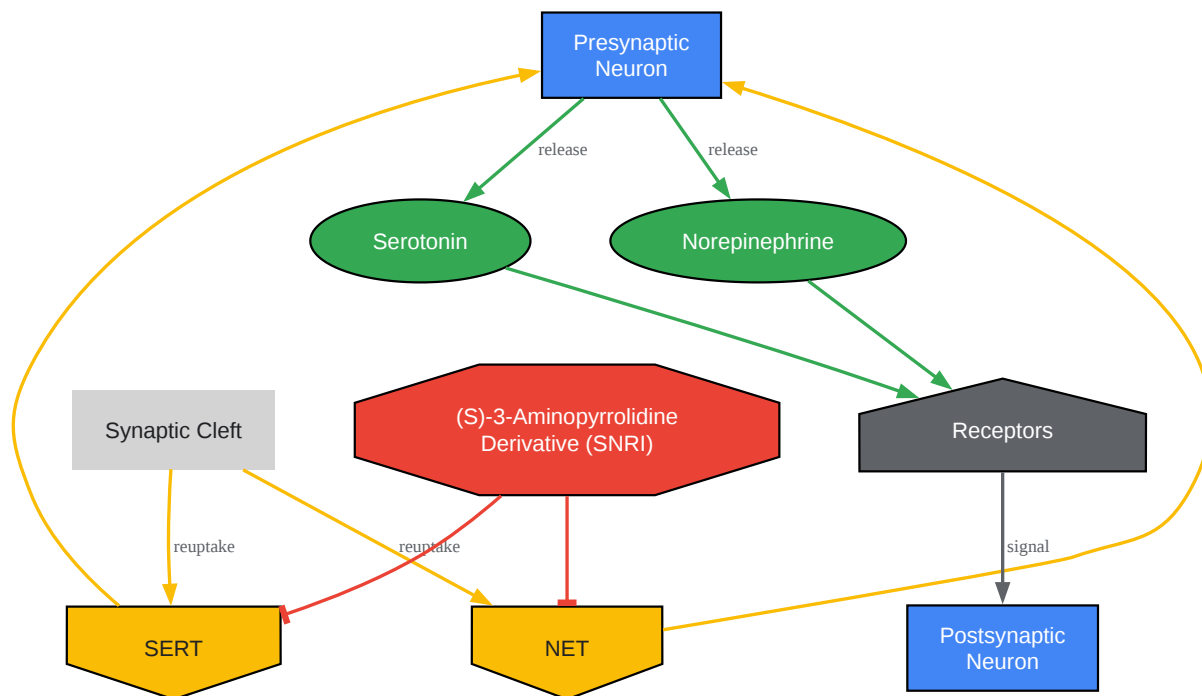 Presynaptic
Neuron
release
release
Serotonin
Norepinephrine
(S)-3-Aminopyrrolidine
Derivative (SNRI)
Synaptic Cleft
Receptors
reuptake
reuptake
signal
SERT
NET
Postsynaptic
Neuron